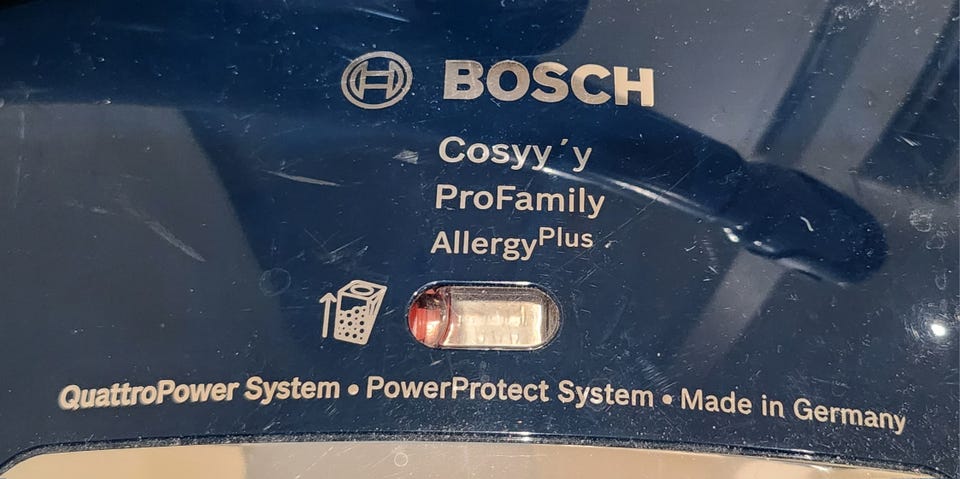 BOSCH
Cosyy´y
ProFamily
AllergyPlus
QuattroPower System • PowerProtect System • Made in Germany